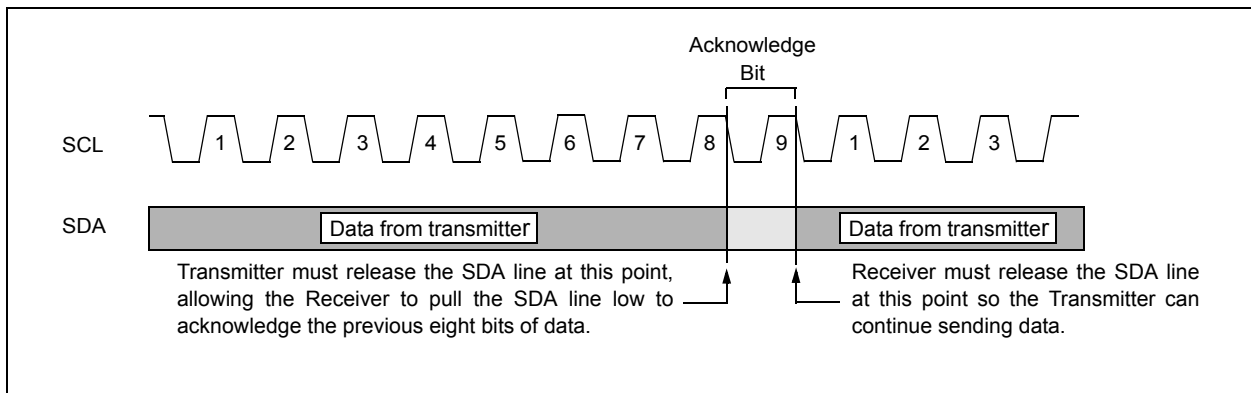 Acknowledge
Bit
SCL
1 2 3 4 5 6 7 8 9 1 2 3
SDA
Data from transmitter
Data from transmitter
Transmitter must release the SDA line at this point,
allowing the Receiver to pull the SDA line low to
acknowledge the previous eight bits of data.
Receiver must release the SDA line
at this point so the Transmitter can
continue sending data.